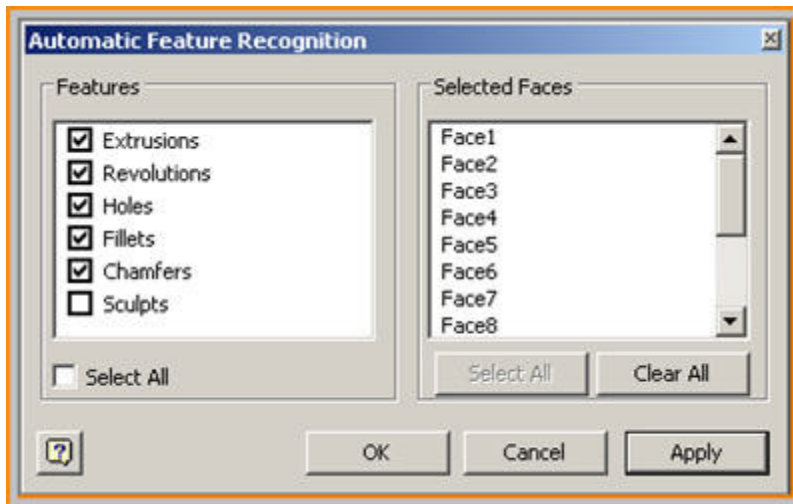 Automatic Feature Recognition
Features
Extrusions
Revolutions
Holes
Fillets
Chamfers
Sculpts
Select All
Selected Faces
Face1
Face2
Face3
Face4
Face5
Face6
Face7
Face8
Select All Clear All
? OK Cancel Apply